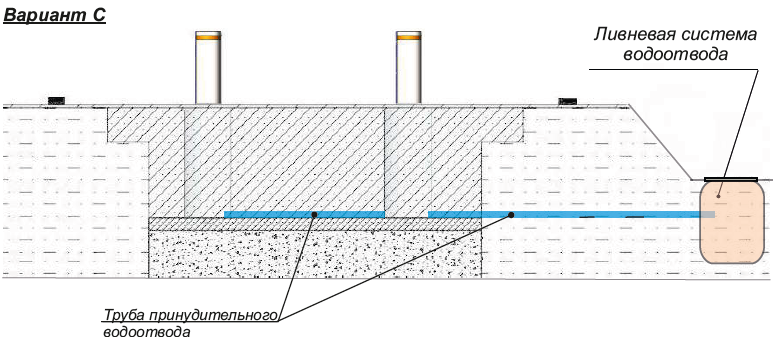 Вариант С
Ливневая система
водоотвода
Труба принудительного
водоотвода